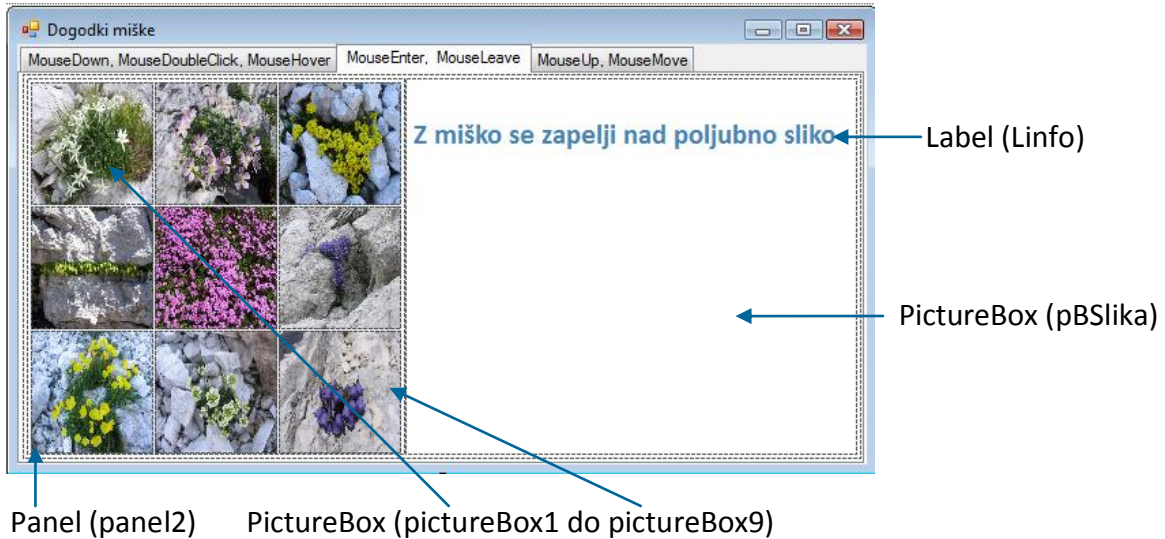 Dogodki miške
MouseDown, MouseDoubleClick, MouseHover MouseEnter, MouseLeave MouseUp, MouseMove
Z miško se zapelji nad poljubno sliko
Label (Linfo)
PictureBox (pBSlika)
Panel (panel2) PictureBox (pictureBox1 do pictureBox9)